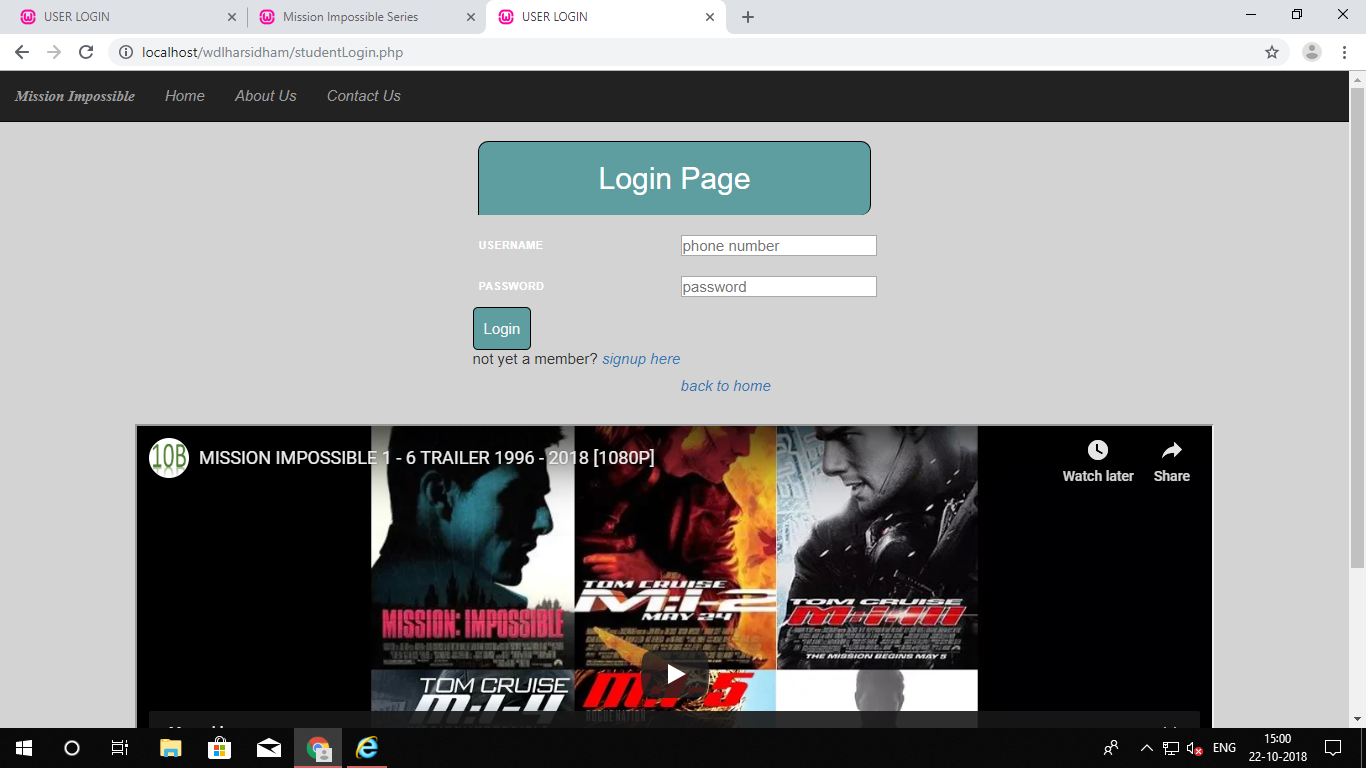 USER LOGIN
Mission Impossible Series
USER LOGIN
localhost/wdlharsidham/studentLogin.php
Mission Impossible Home About Us Contact Us
Login Page
USERNAME phone number
PASSWORD password
Login
not yet a member? signup here
back to home
10B MISSION IMPOSSIBLE 1 - 6 TRAILER 1996 - 2018 [1080P]
Watch later Share
MISSION: IMPOSSIBLE
TOM CRUISE
M:I-2
MAY 24
TOM CRUISE
M:i:III
THE MISSION BEGINS MAY 5
TOM CRUISE
M:I-4
M:I-5
ROGUE NATION
ENG 15:00
22-10-2018